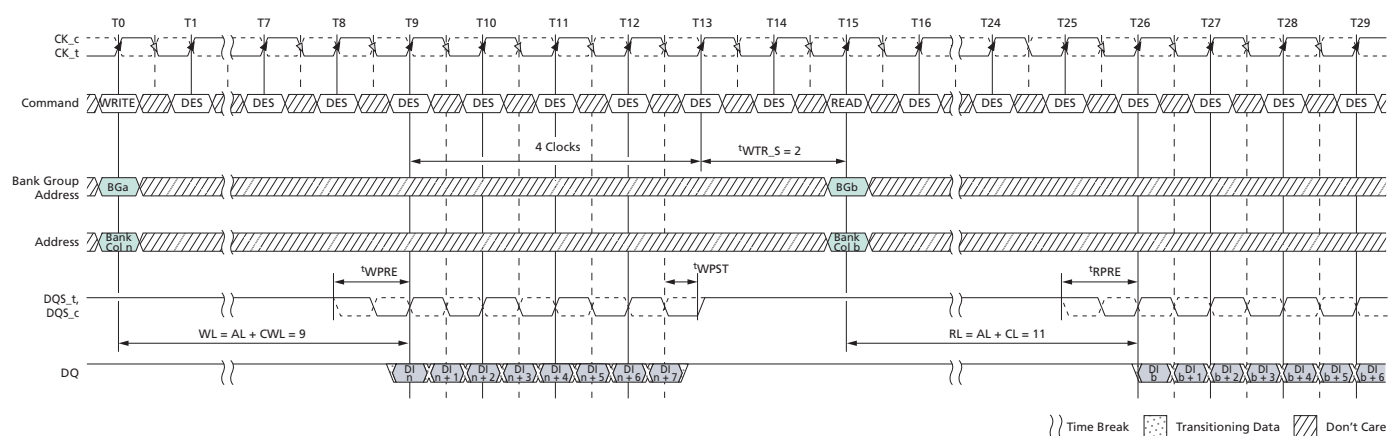 T0 T1 T7 T8 T9 T10 T11 T12 T13 T14 T15 T16 T24 T25 T26 T27 T28 T29
CK_c
CK_t
Command WRITE DES DES DES DES DES DES DES DES DES READ DES DES DES DES DES DES DES
4 Clocks
tWTR_S = 2
Bank Group
Address
BGa BGb
Address
Bank
Col n
Bank
Col b
tWPRE tWPST tRPRE
DQS_t,
DQS_c
WL = AL + CWL = 9 RL = AL + CL = 11
DQ
DI
n
DI
n + 1
DI
n + 2
DI
n + 3
DI
n + 4
DI
n + 5
DI
n + 6
DI
n + 7
DI
b
DI
b + 1
DI
b + 2
DI
b + 3
DI
b + 4
DI
b + 5
DI
b + 6
Time Break Transitioning Data Don't Care